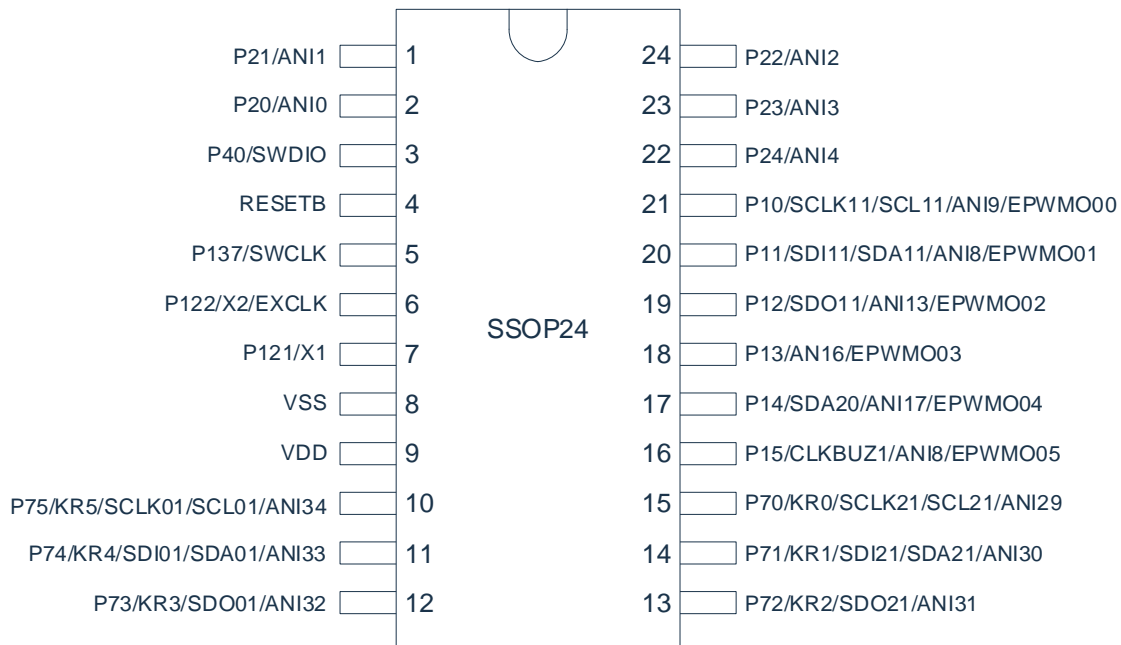 P21/ANI1 1 24 P22/ANI2
P20/ANI0 2 23 P23/ANI3
P40/SWDIO 3 22 P24/ANI4
RESETB 4 21 P10/SCLK11/SCL11/ANI9/EPWMO00
P137/SWCLK 5 20 P11/SDI11/SDA11/ANI8/EPWMO01
P122/X2/EXCLK 6 19 P12/SDO11/ANI13/EPWMO02
SSOP24
P121/X1 7 18 P13/AN16/EPWMO03
VSS 8 17 P14/SDA20/ANI17/EPWMO04
VDD 9 16 P15/CLKBUZ1/ANI8/EPWMO05
P75/KR5/SCLK01/SCL01/ANI34 10 15 P70/KR0/SCLK21/SCL21/ANI29
P74/KR4/SDI01/SDA01/ANI33 11 14 P71/KR1/SDI21/SDA21/ANI30
P73/KR3/SDO01/ANI32 12 13 P72/KR2/SDO21/ANI31